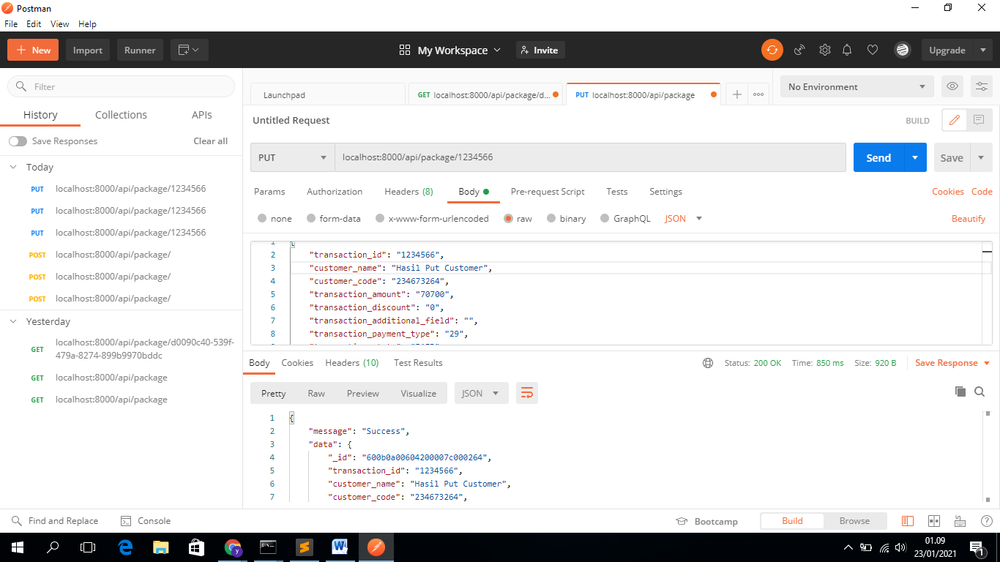 Postman
File Edit View Help
New Import Runner My Workspace Invite Upgrade
Filter
History Collections APIs
Save Responses Clear all
Today
PUT localhost:8000/api/package/1234566
PUT localhost:8000/api/package/1234566
PUT localhost:8000/api/package/1234566
POST localhost:8000/api/package/
POST localhost:8000/api/package/
POST localhost:8000/api/package/
Yesterday
GET localhost:8000/api/package/d0090c40-539f-
479a-8274-899b9970bddc
GET localhost:8000/api/package
GET localhost:8000/api/package
Launchpad GET localhost:8000/api/package/d... PUT localhost:8000/api/package No Environment
Untitled Request BUILD
PUT localhost:8000/api/package/1234566 Send Save
Params Authorization Headers (8) Body Pre-request Script Tests Settings Cookies Code
none form-data x-www-form-urlencoded raw binary GraphQL JSON Beautify
1 {
2 "transaction_id": "1234566",
3 "customer_name": "Hasil Put Customer",
4 "customer_code": "234673264",
5 "transaction_amount": "70700",
6 "transaction_discount": "0",
7 "transaction_additional_field": "",
8 "transaction_payment_type": "29",
Body Cookies Headers (10) Test Results Status: 200 OK Time: 850 ms Size: 920 B Save Response
Pretty Raw Preview Visualize JSON
1 {
2 "message": "Success",
3 "data": {
4 "_id": "600b0a00604200007c000264",
5 "transaction_id": "1234566",
6 "customer_name": "Hasil Put Customer",
7 "customer_code": "234673264",
Find and Replace Console Bootcamp Build Browse
01.09
23/01/2021
1